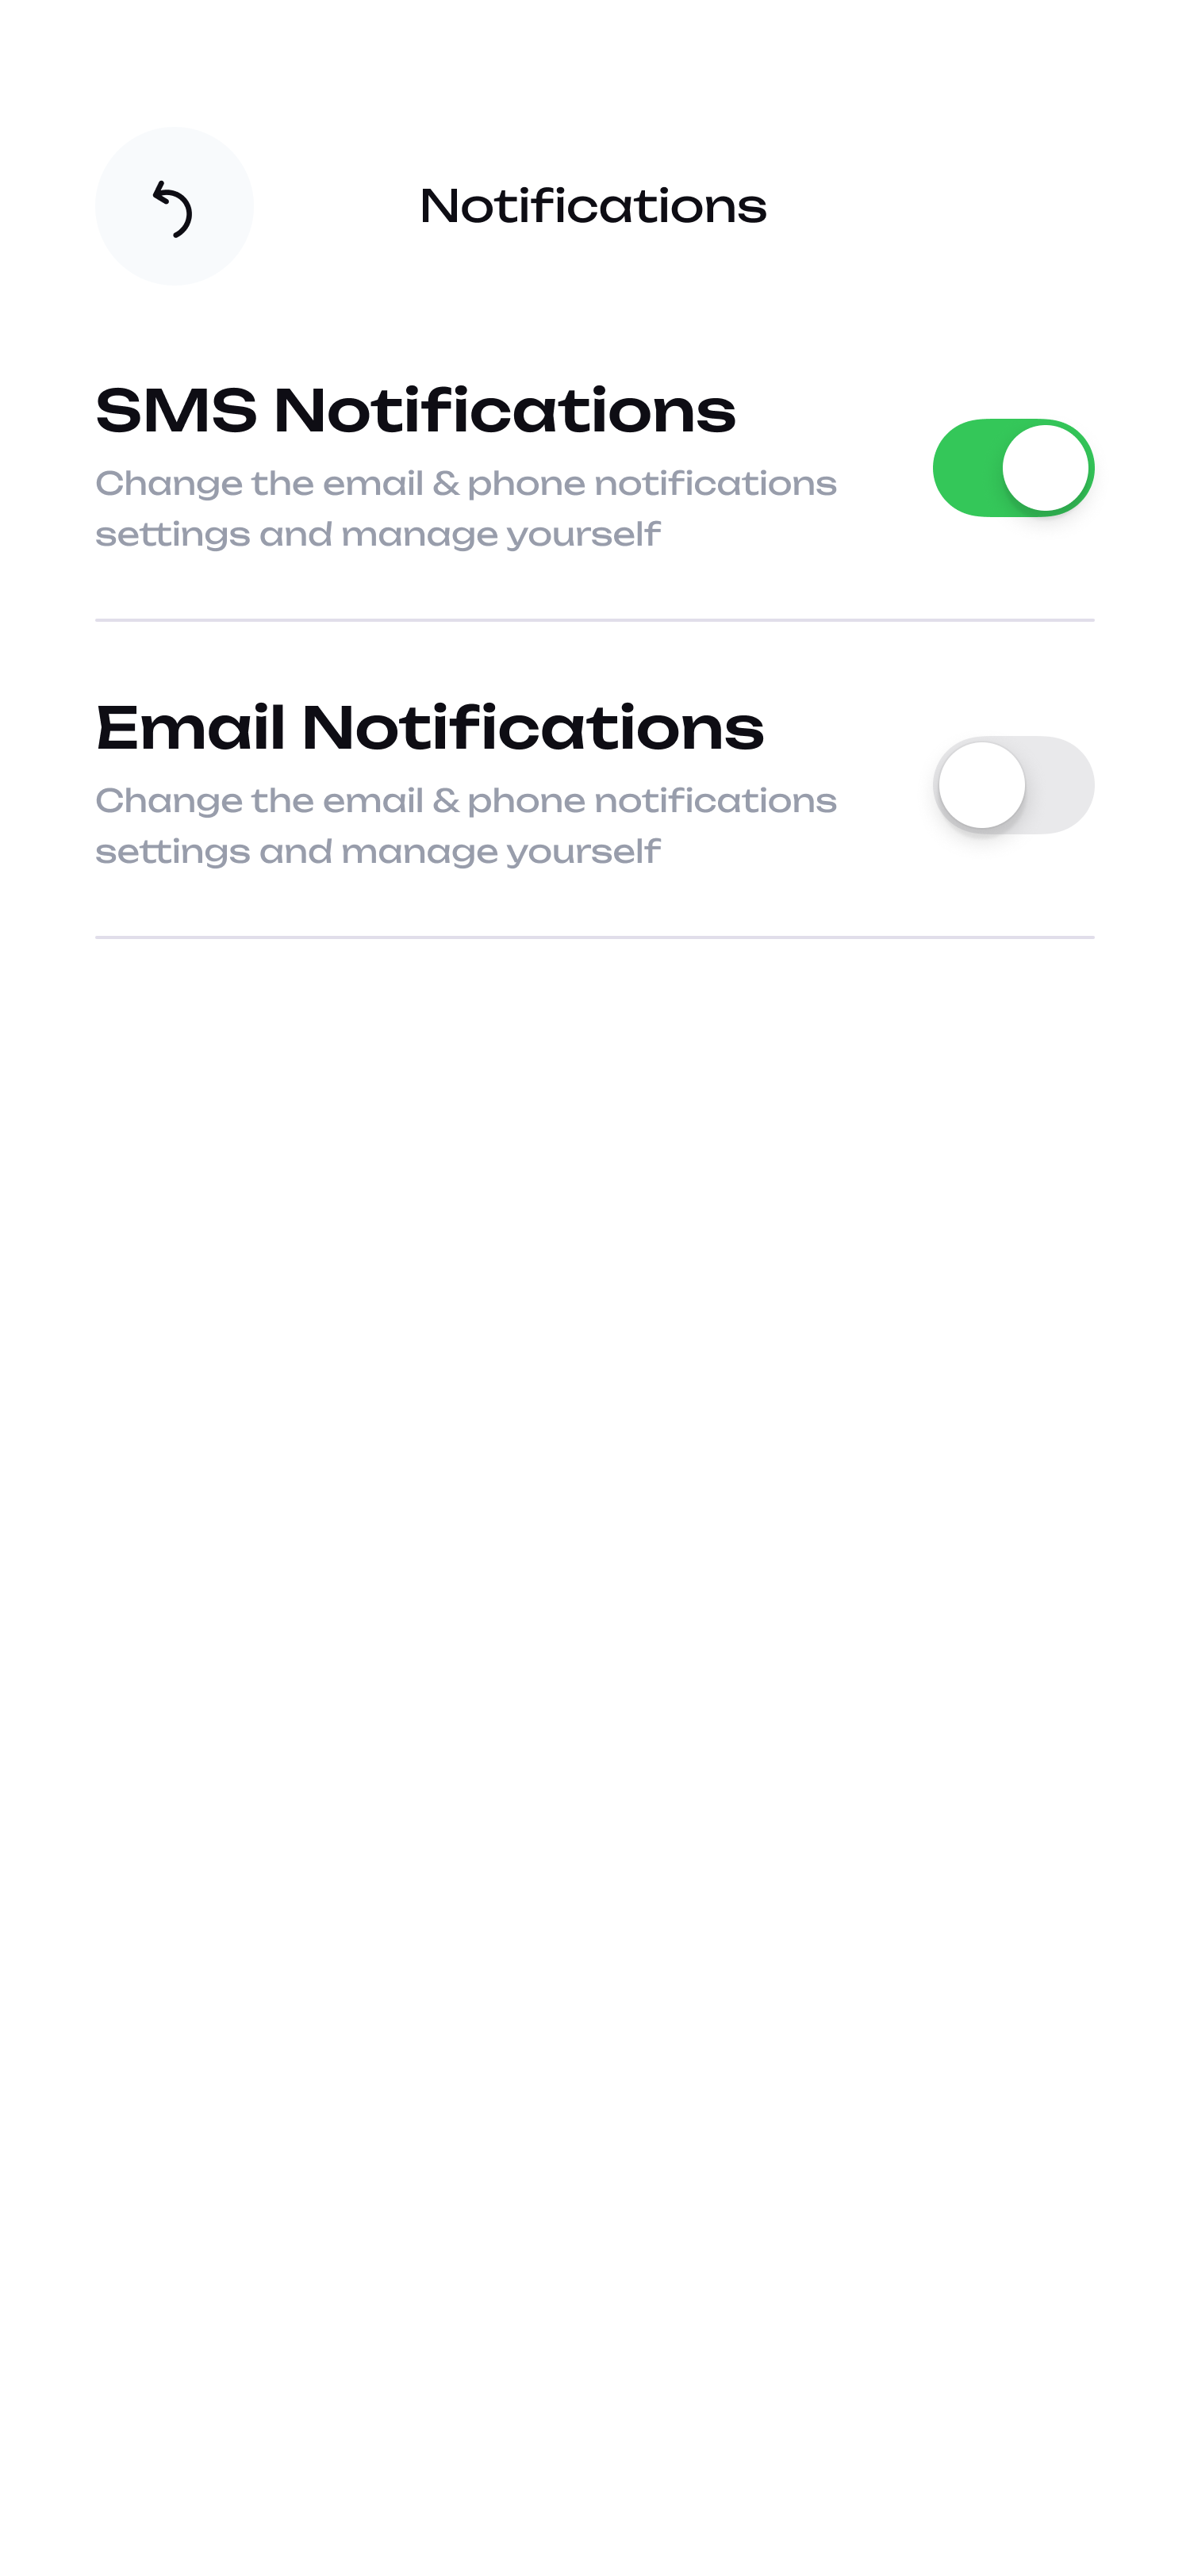 Notifications
SMS Notifications
Change the email & phone notifications
settings and manage yourself
Email Notifications
Change the email & phone notifications
settings and manage yourself